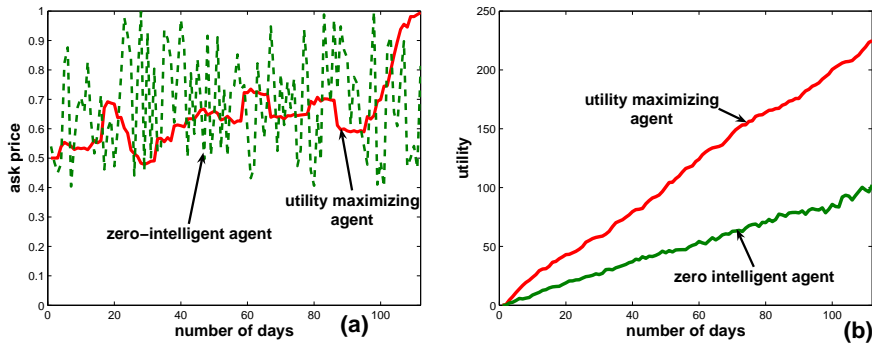 1
0.9
0.8
0.7
0.6
0.5
0.4
0.3
0.2
0.1
0
ask price
zero−intelligent agent
utility maximizing
agent
0 20 40 60 80 100
number of days
(a)
250
200
150
100
50
0
utility
utility maximizing
agent
zero intelligent agent
0 20 40 60 80 100
number of days
(b)